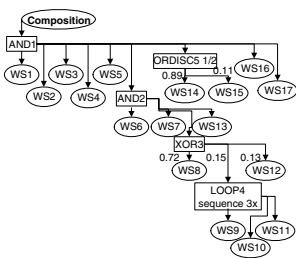 Composition
AND1
ORDISC5 1/2
WS1
WS3
WS5
WS16
0.89
0.11
WS2
WS4
WS14
WS15
WS17
AND2
WS6
WS7
WS13
XOR3
0.72
0.15
0.13
WS8
WS12
LOOP4
sequence 3x
WS9
WS11
WS10